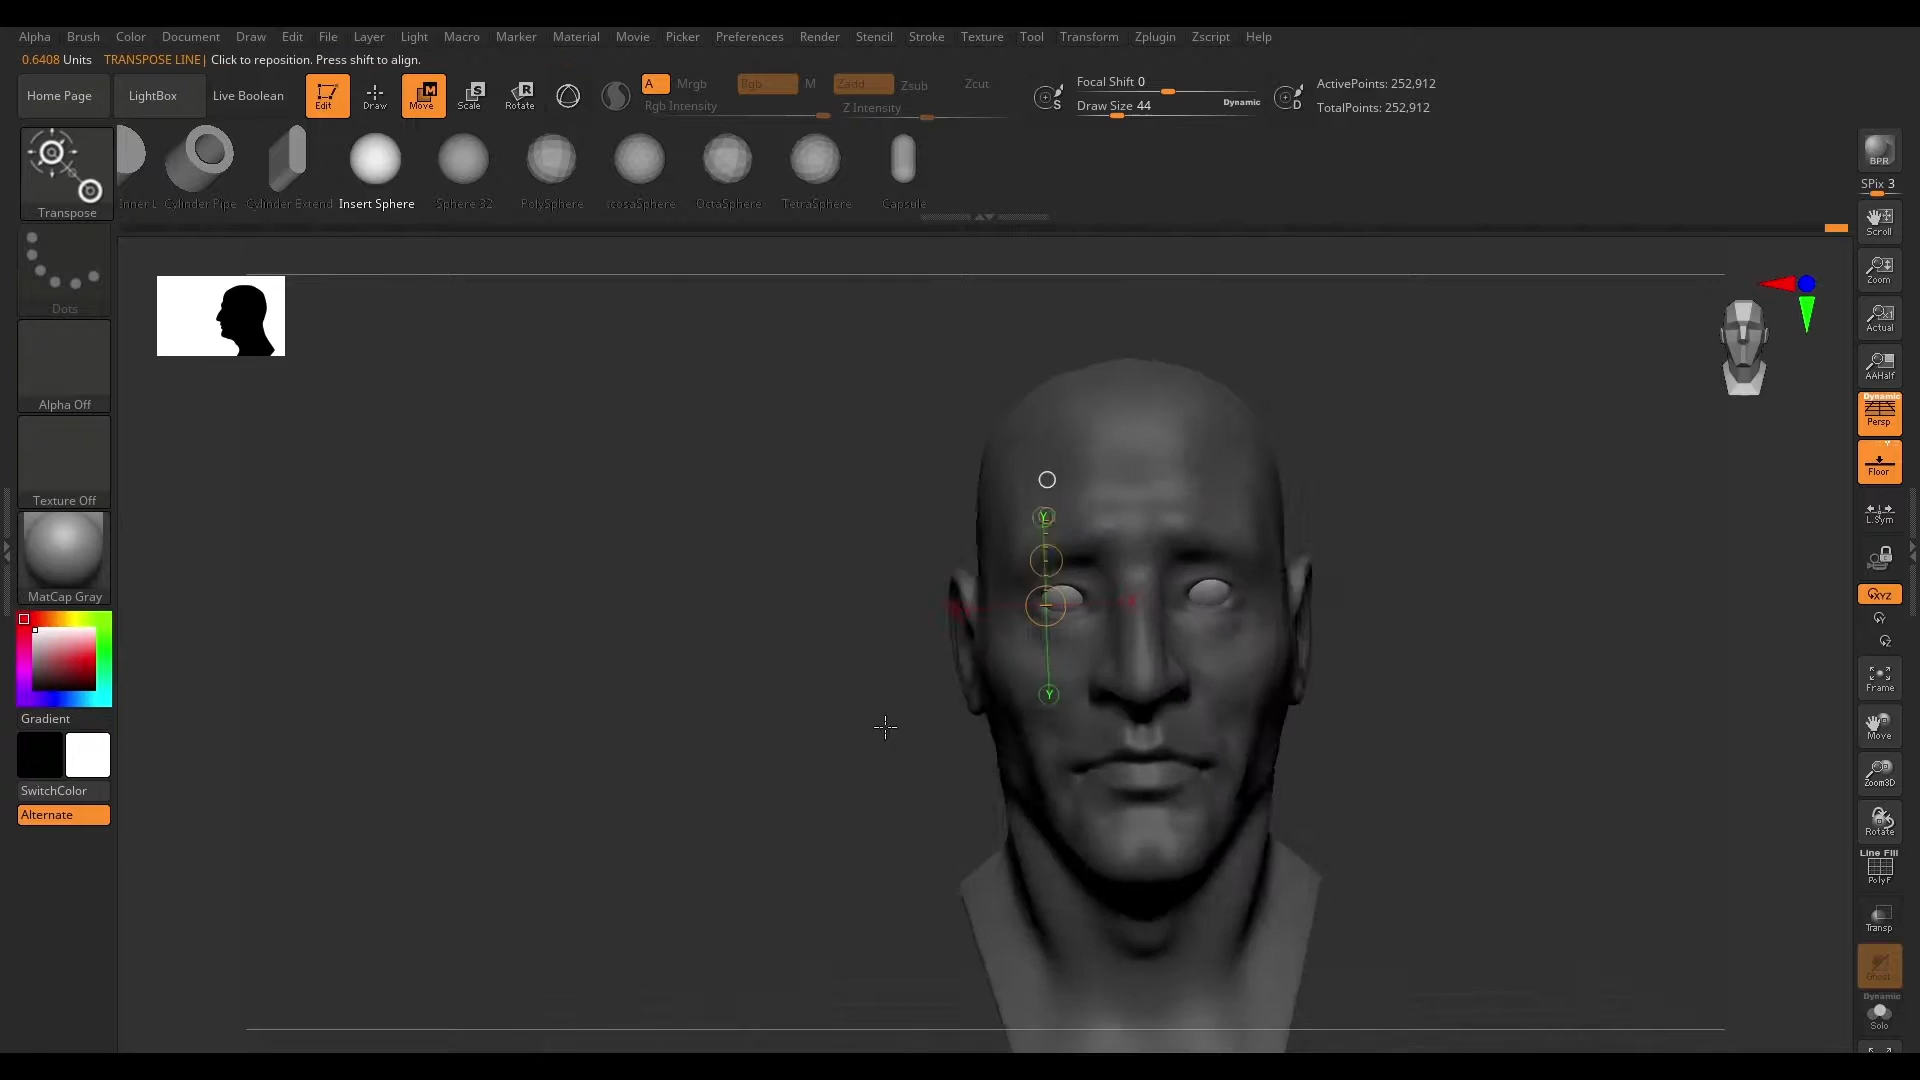 Alpha Brush Color Document Draw Edit File Layer Light Macro Marker Material Movie Picker Preferences Render Stencil Stroke Texture Tool Transform Zplugin Zscript Help
0.6408 Units TRANSPOSE LINE| Click to reposition. Press shift to align.
Home Page LightBox Live Boolean Edit Draw Move Scale Rotate A Mrgb Rgb M Zadd Zsub Zcut
Rgb Intensity Z Intensity
S Focal Shift 0
Draw Size 44 Dynamic D
ActivePoints: 252,912
TotalPoints: 252,912
Transpose
Inner L Cylinder Pipe Cylinder Extend Insert Sphere Sphere 32 PolySphere IcosaSphere OctaSphere TetraSphere Capsule
Dots
Alpha Off
Texture Off
MatCap Gray
Gradient
SwitchColor
Alternate
Y
Y
BPR
SPix 3
Scroll
Zoom
Actual
AAHalf
Dynamic
Persp
Floor
L.Sym
XYZ
Y
Z
Frame
Move
Zoom3D
Rotate
Line Fill
PolyF
Transp
Ghost
Dynamic
Solo